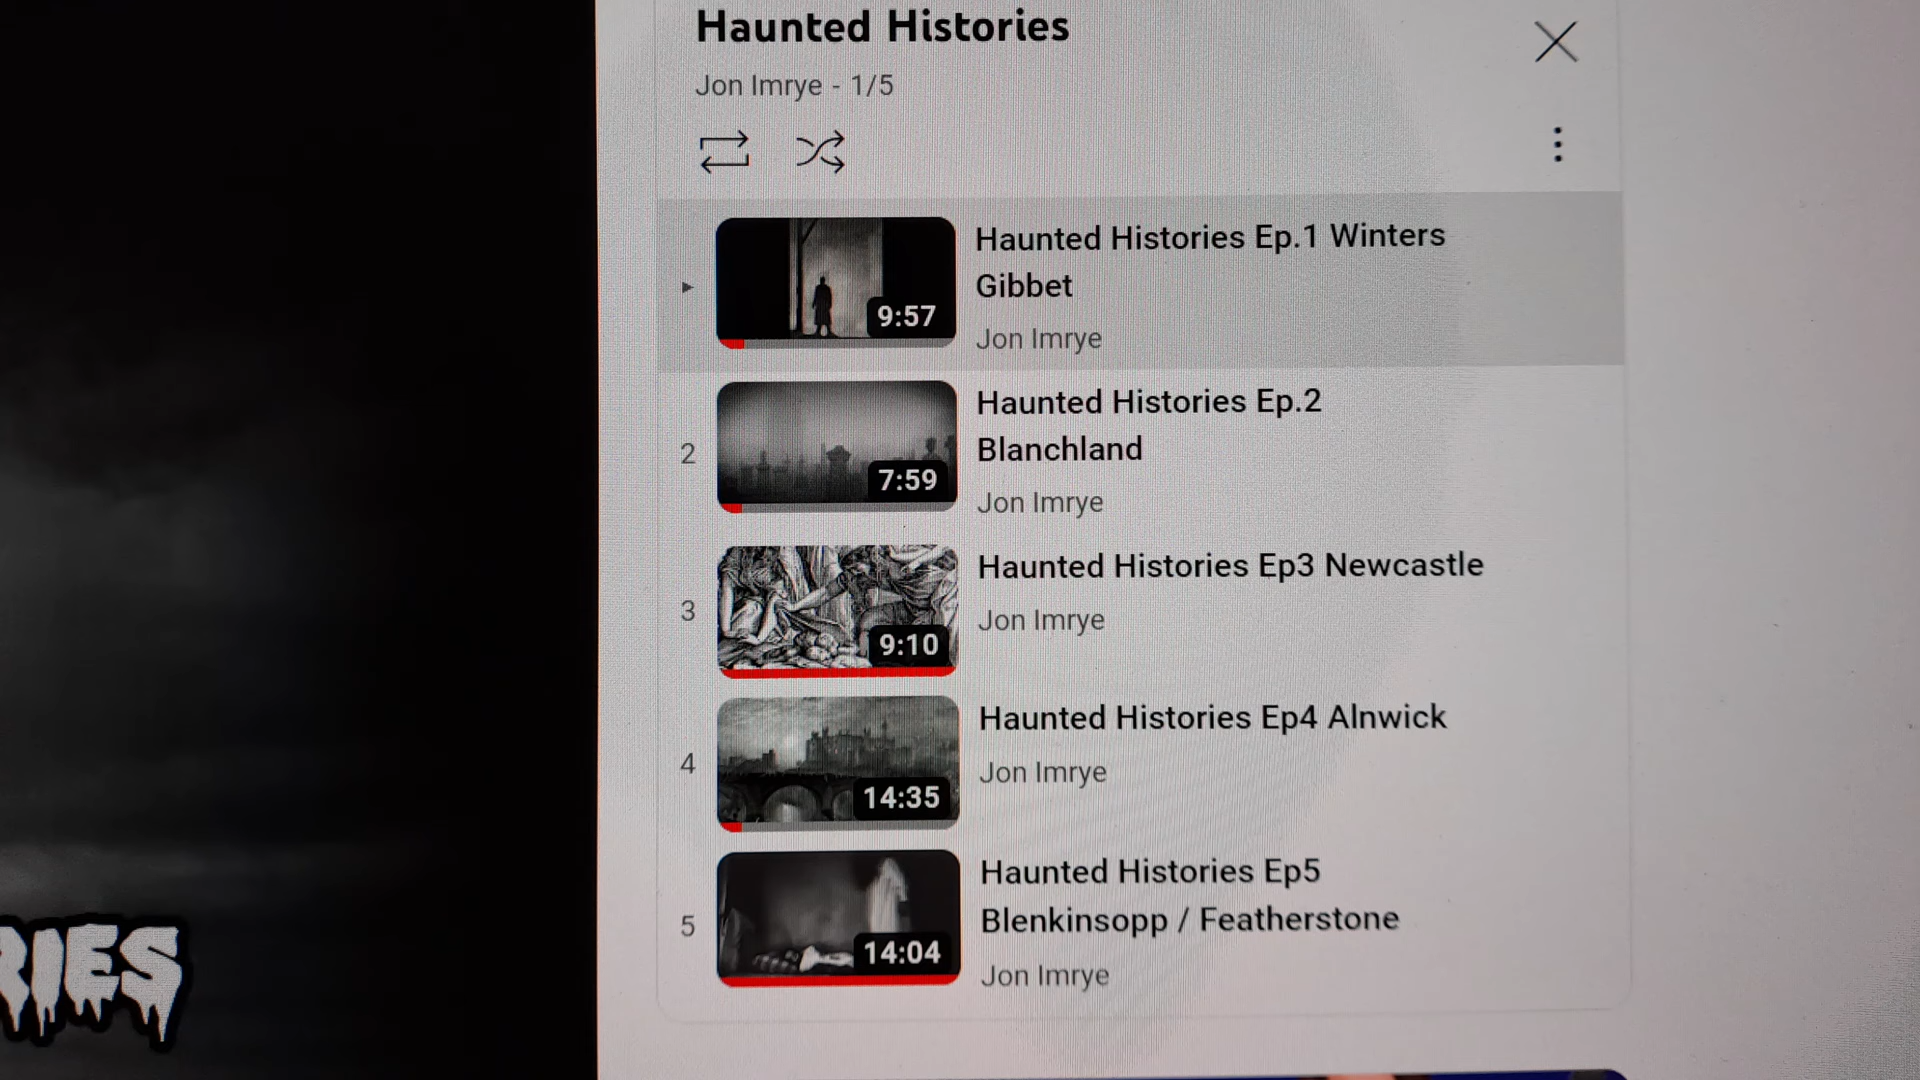 Haunted Histories
Jon Imrye - 1/5
9:57
Haunted Histories Ep.1 Winters
Gibbet
Jon Imrye
2
7:59
Haunted Histories Ep.2
Blanchland
Jon Imrye
3
9:10
Haunted Histories Ep3 Newcastle
Jon Imrye
4
14:35
Haunted Histories Ep4 Alnwick
Jon Imrye
5
14:04
Haunted Histories Ep5
Blenkinsopp / Featherstone
Jon Imrye
RIES